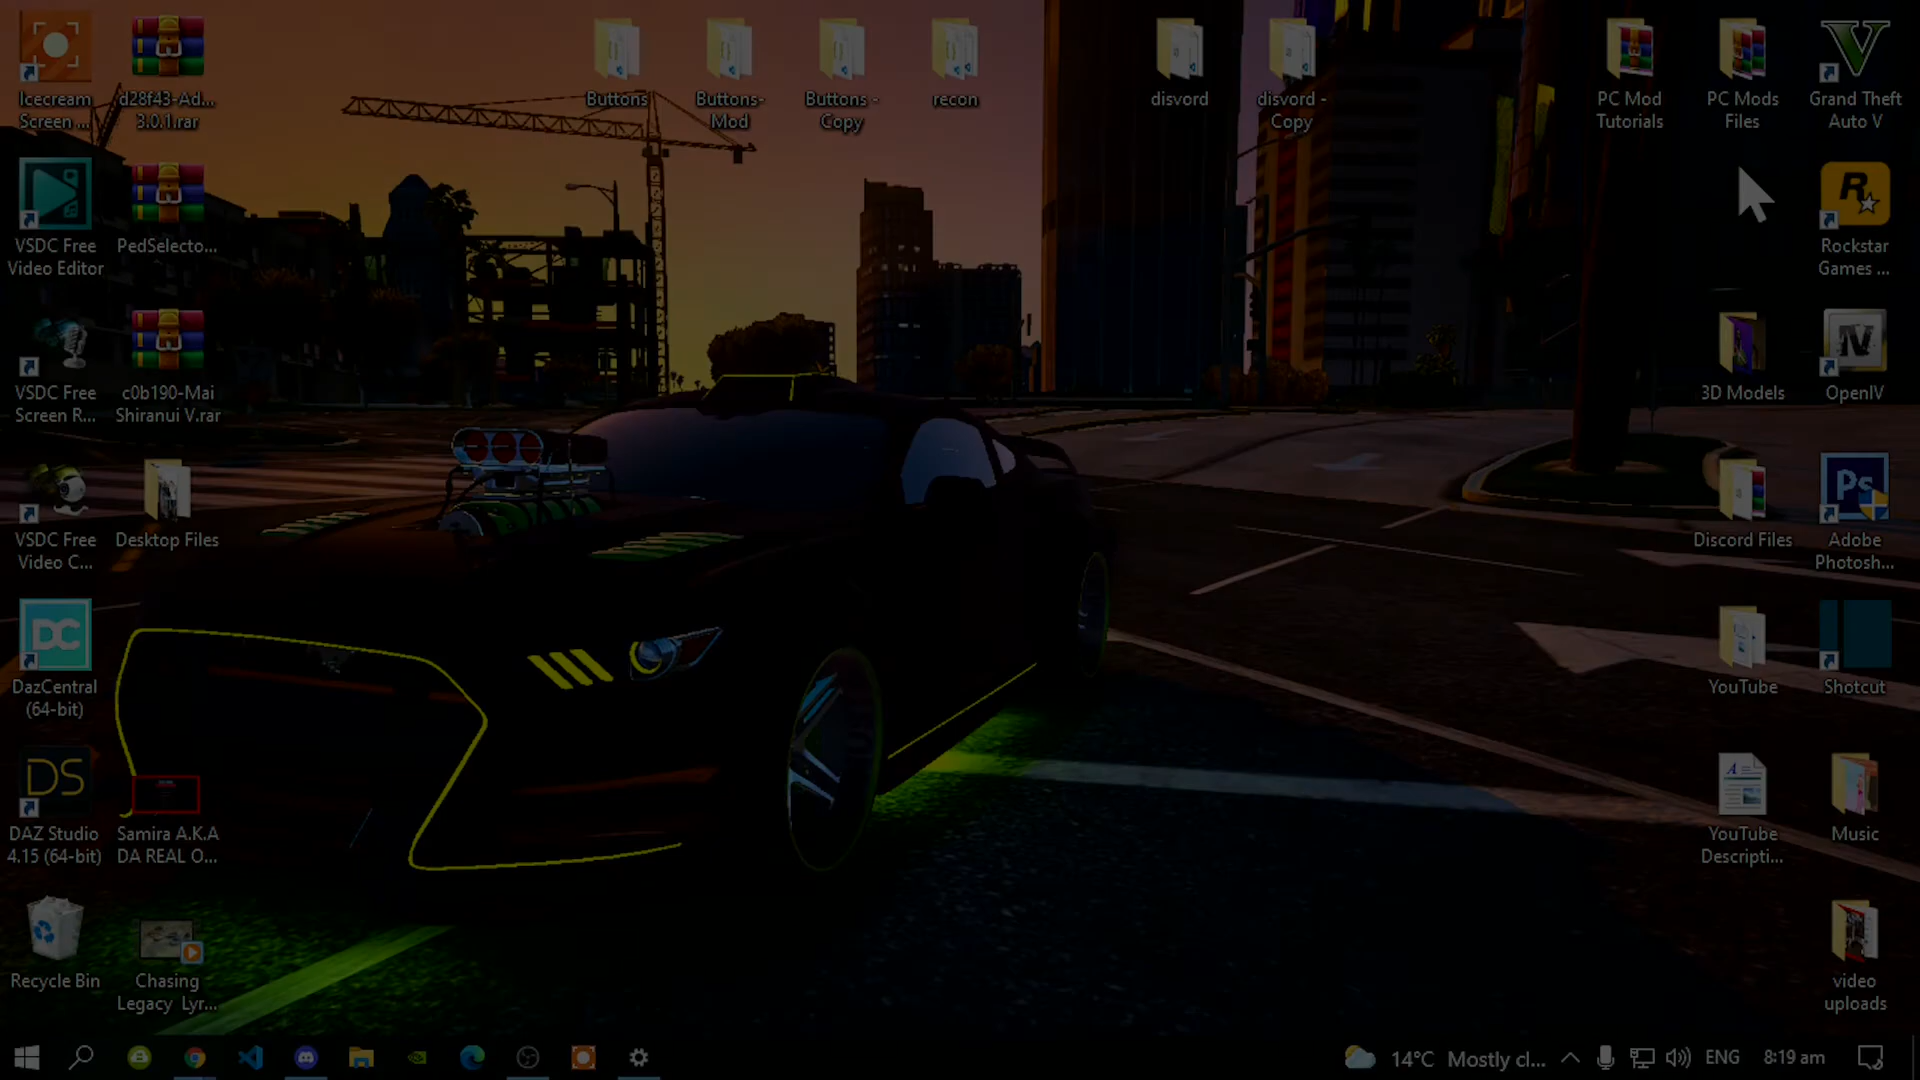 Icecream
Screen ...
d28f43-Ad...
3.0.1.rar
Buttons
Buttons-
Mod
Buttons -
Copy
recon
disvord
disvord -
Copy
PC Mod
Tutorials
PC Mods
Files
Grand Theft
Auto V
VSDC Free
Video Editor
PedSelecto...
Rockstar
Games ...
VSDC Free
Screen R...
c0b190-Mai
Shiranui V.rar
3D Models
OpenIV
VSDC Free
Video C...
Desktop Files
Discord Files
Ps
Adobe
Photosh...
DC
DazCentral
(64-bit)
YouTube
Shotcut
DS
DAZ Studio
4.15 (64-bit)
Samira A.K.A
DA REAL O...
YouTube
Descripti...
Music
Recycle Bin
Chasing
Legacy Lyr...
video
uploads
14°C Mostly cl... ENG 8:19 am